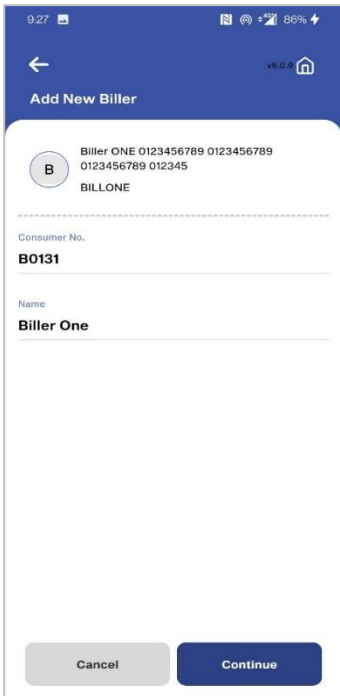 9:27 86%
v6.0.9
Add New Biller
B
Biller ONE 0123456789 0123456789
0123456789 012345
BILLONE
Consumer No.
B0131
Name
Biller One
Cancel Continue